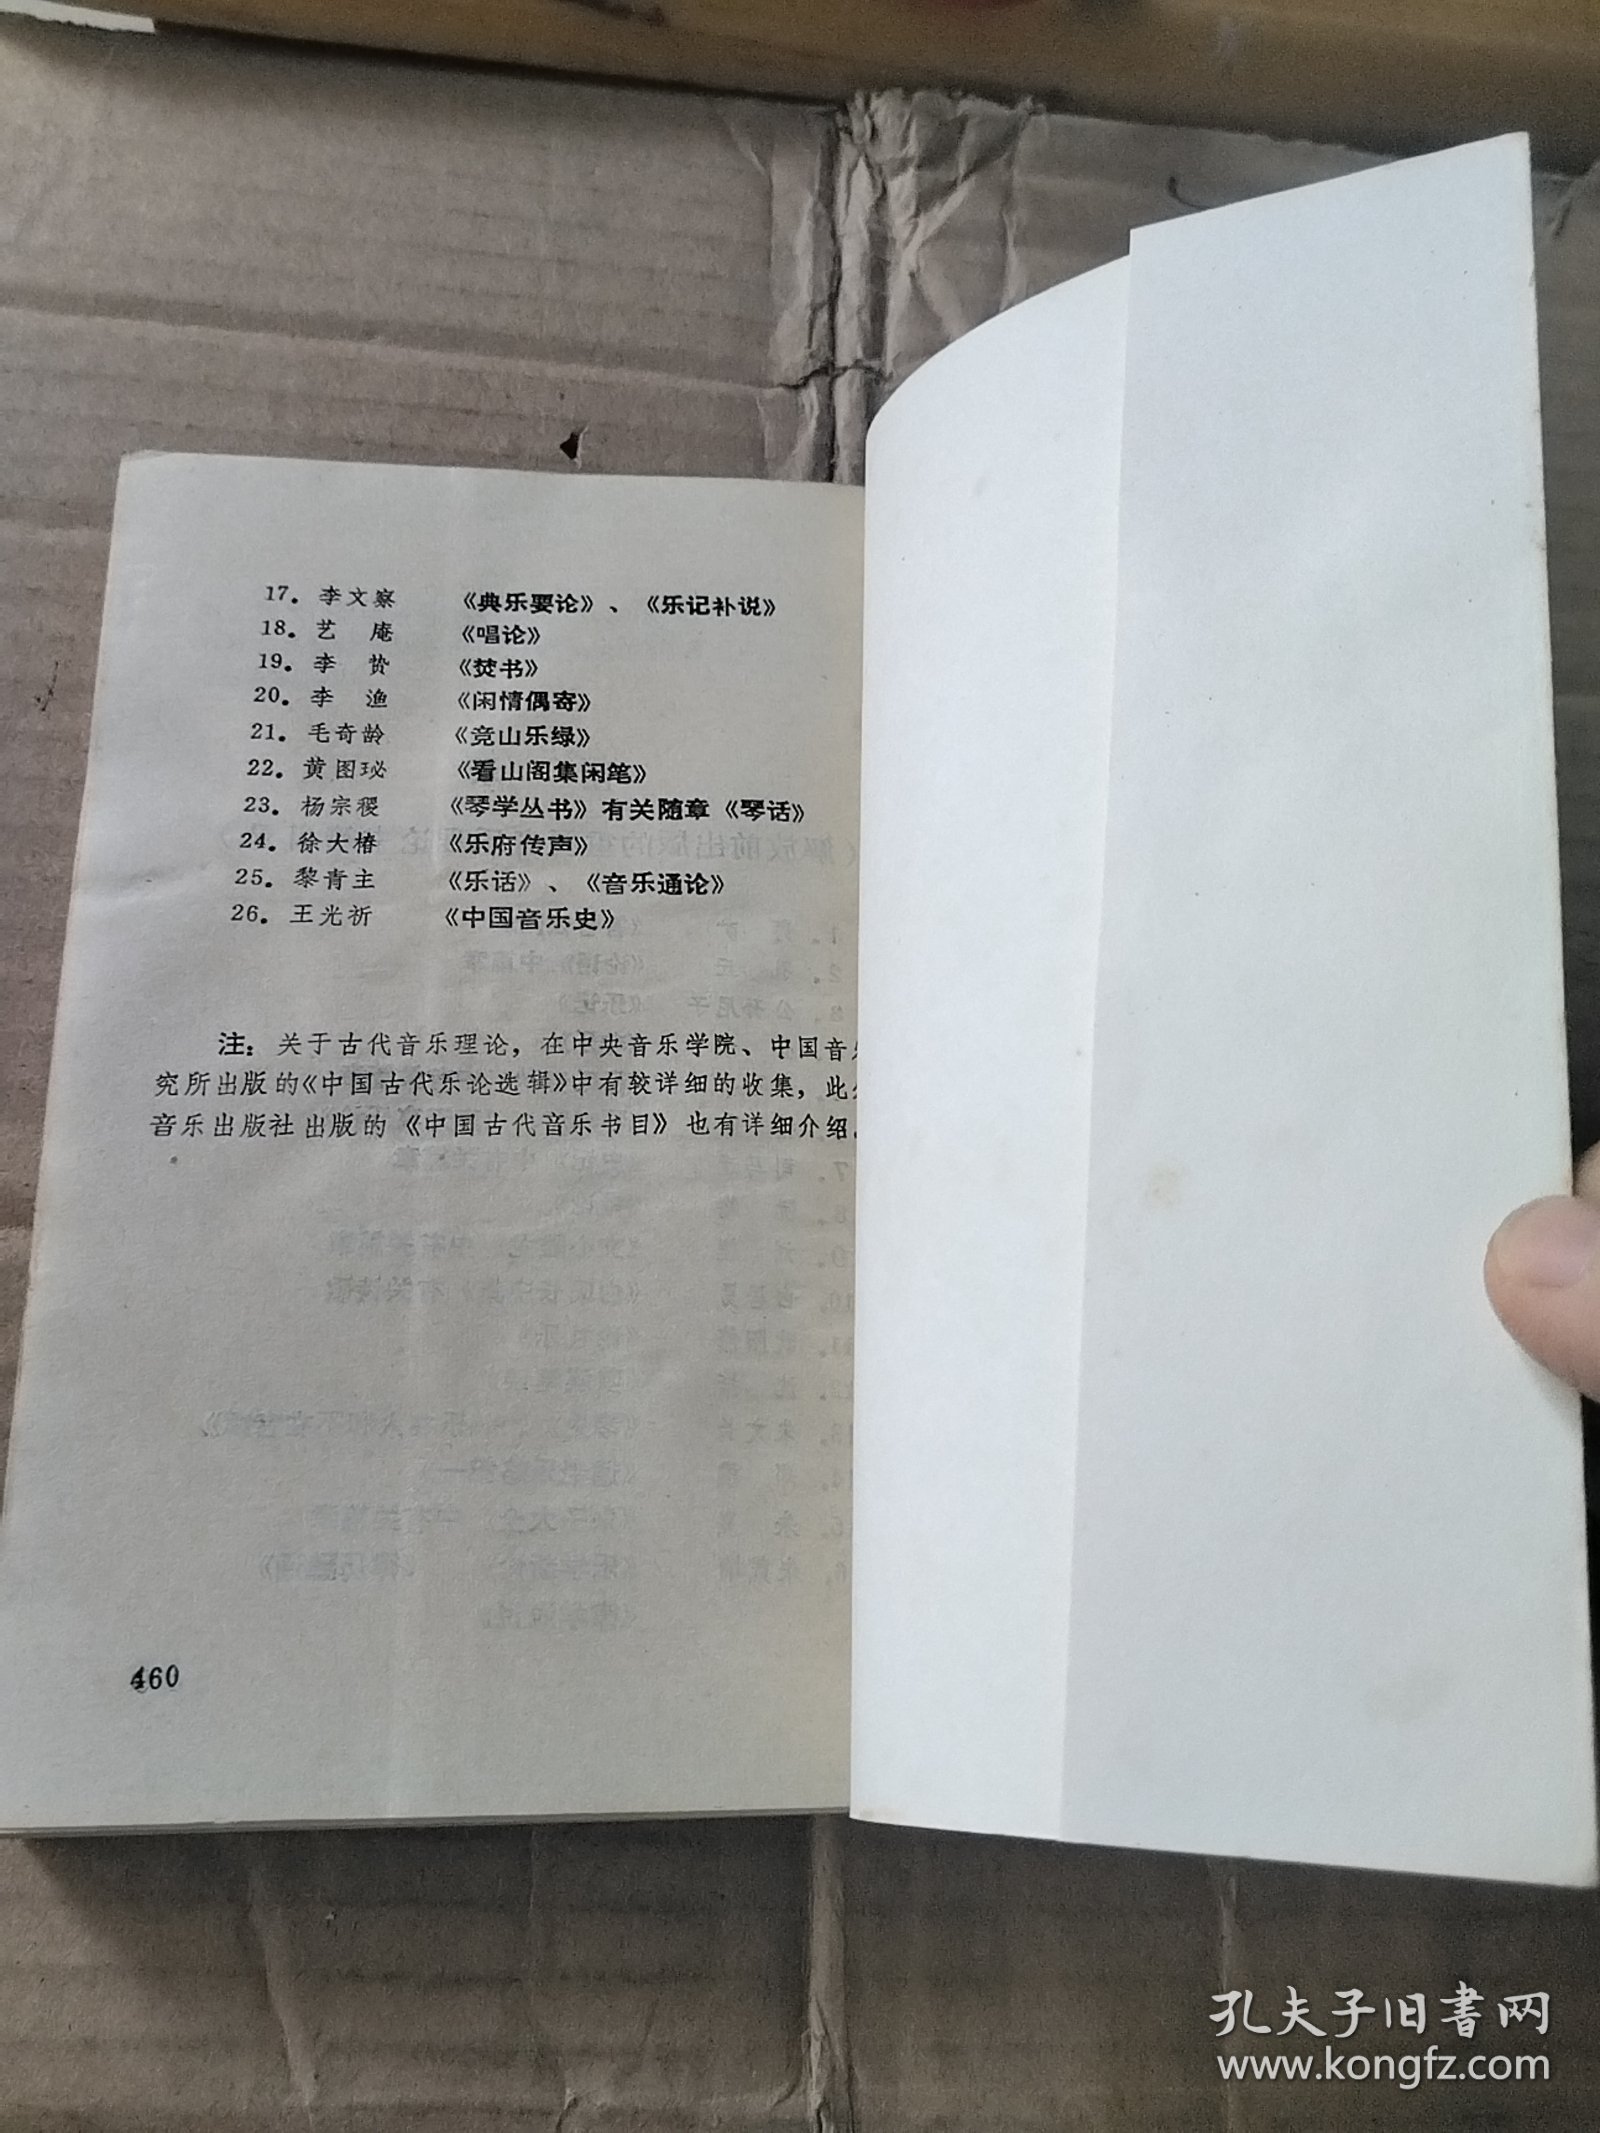 17. 李文察 《典乐要论》、《乐记补说》
18. 艺 庵 《唱论》
19. 李 贽 《焚书》
20. 李 渔 《闲情偶寄》
21. 毛奇龄 《竞山乐绿》
22. 黄图珌 《看山阁集闲笔》
23. 杨宗稷 《琴学丛书》有关随章《琴话》
24. 徐大椿 《乐府传声》
25. 黎青主 《乐话》、《音乐通论》
26. 王光祈 《中国音乐史》
注: 关于古代音乐理论, 在中央音乐学院、中国音
究所出版的《中国古代乐论选辑》中有较详细的收集, 此
音乐出版社出版的《中国古代音乐书目》也有详细介绍
460
孔夫子旧書网
www.kongfz.com